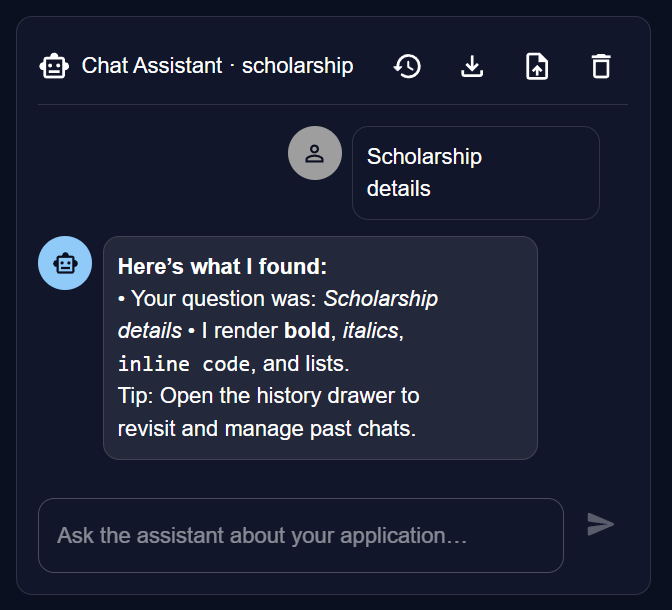 Chat Assistant · scholarship
Scholarship
details
Here’s what I found:
• Your question was: Scholarship
details • I render bold, italics,
inline code, and lists.
Tip: Open the history drawer to
revisit and manage past chats.
Ask the assistant about your application…